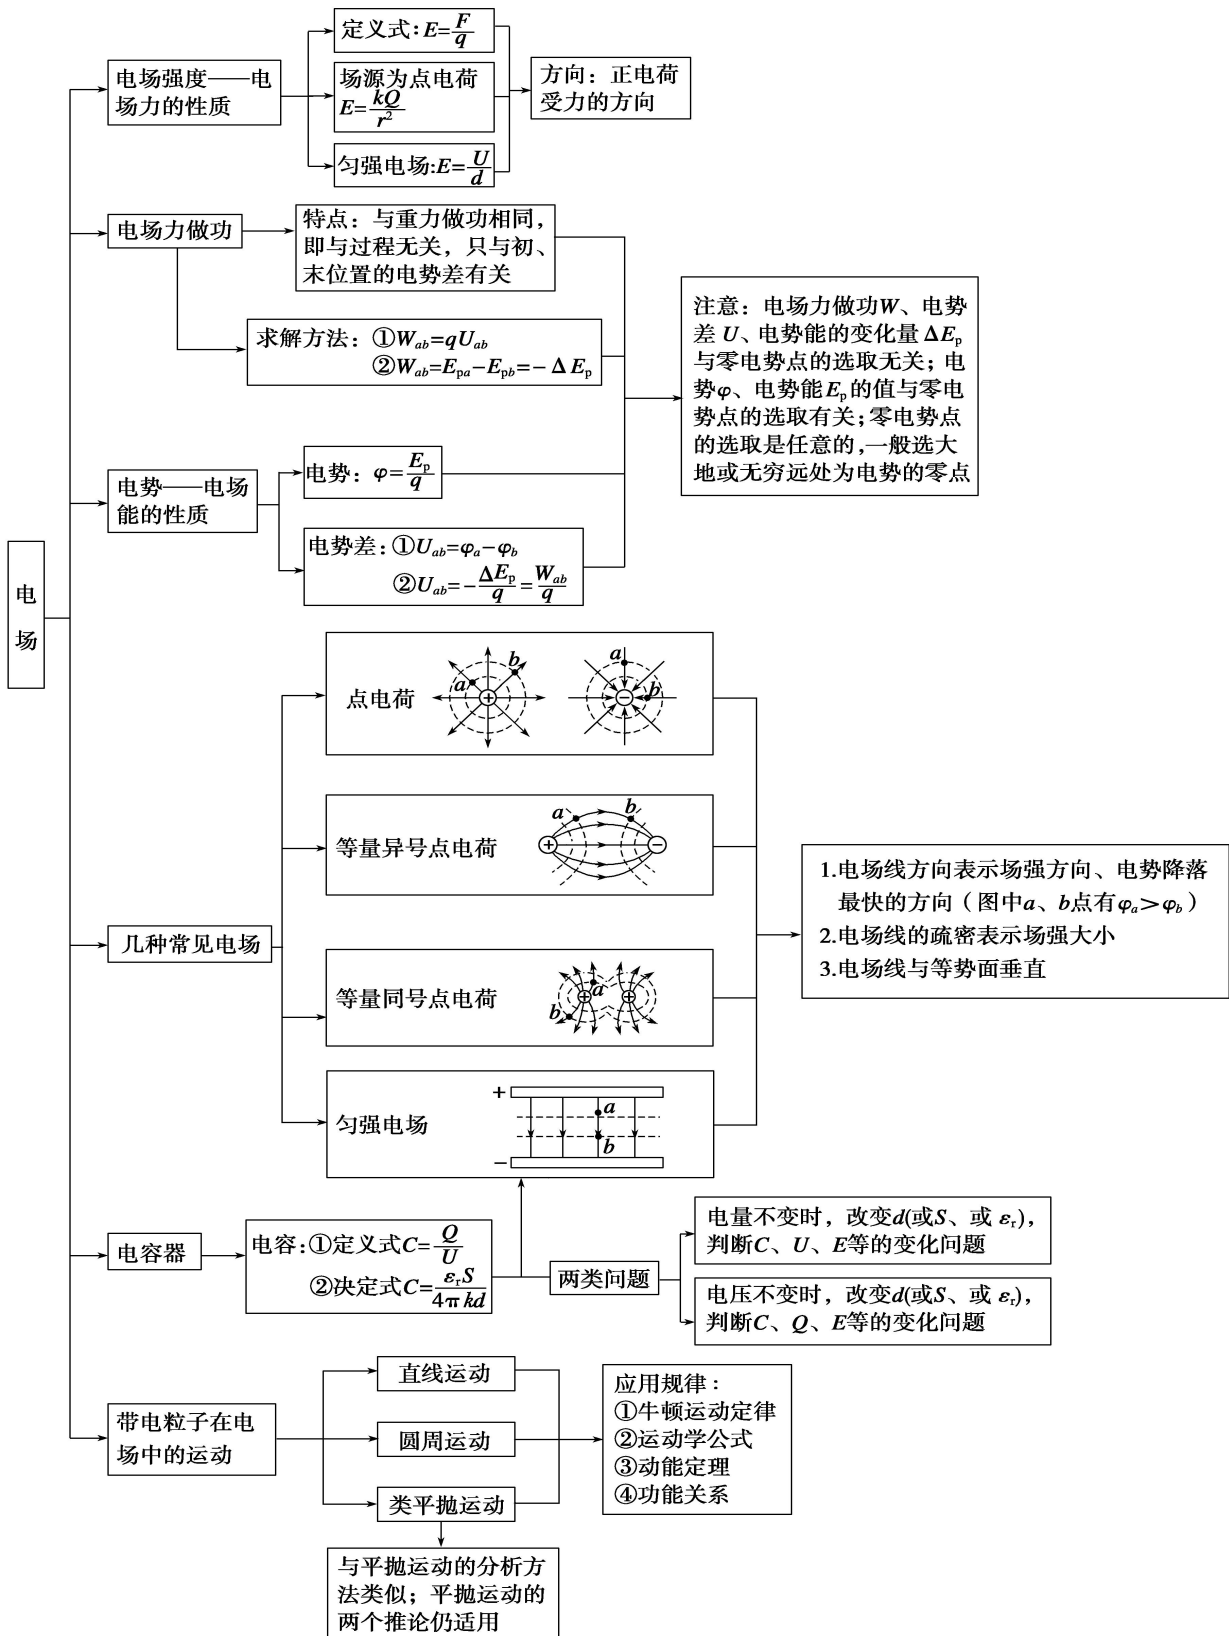 电场
电场强度——电
场力的性质
定义式:E=F/q
场源为点电荷
E=kQ/r²
匀强电场:E=U/d
方向：正电荷
受力的方向
电场力做功
特点：与重力做功相同，
即与过程无关，只与初、
末位置的电势差有关
求解方法：①W_ab=qU_ab
②W_ab=E_pa-E_pb=-ΔE_p
电势——电场
能的性质
电势：φ=E_p/q
电势差:①U_ab=φ_a-φ_b
②U_ab=-ΔE_p/q=W_ab/q
注意：电场力做功W、电势
差U、电势能的变化量ΔE_p
与零电势点的选取无关；电
势φ、电势能E_p的值与零电
势点的选取有关;零电势点
的选取是任意的,一般选大
地或无穷远处为电势的零点
几种常见电场
点电荷
a
b
+
a
b
−
等量异号点电荷
a
b
+
−
等量同号点电荷
a
b
+
+
匀强电场
+
a
b
−
1.电场线方向表示场强方向、电势降落
最快的方向（图中a、b点有φ_a>φ_b）
2.电场线的疏密表示场强大小
3.电场线与等势面垂直
电容器
电容:①定义式C=Q/U
②决定式C=ε_rS/4πkd
两类问题
电量不变时，改变d(或S、或ε_r),
判断C、U、E等的变化问题
电压不变时，改变d(或S、或ε_r),
判断C、Q、E等的变化问题
带电粒子在电
场中的运动
直线运动
圆周运动
类平抛运动
应用规律：
①牛顿运动定律
②运动学公式
③动能定理
④功能关系
与平抛运动的分析方
法类似；平抛运动的
两个推论仍适用